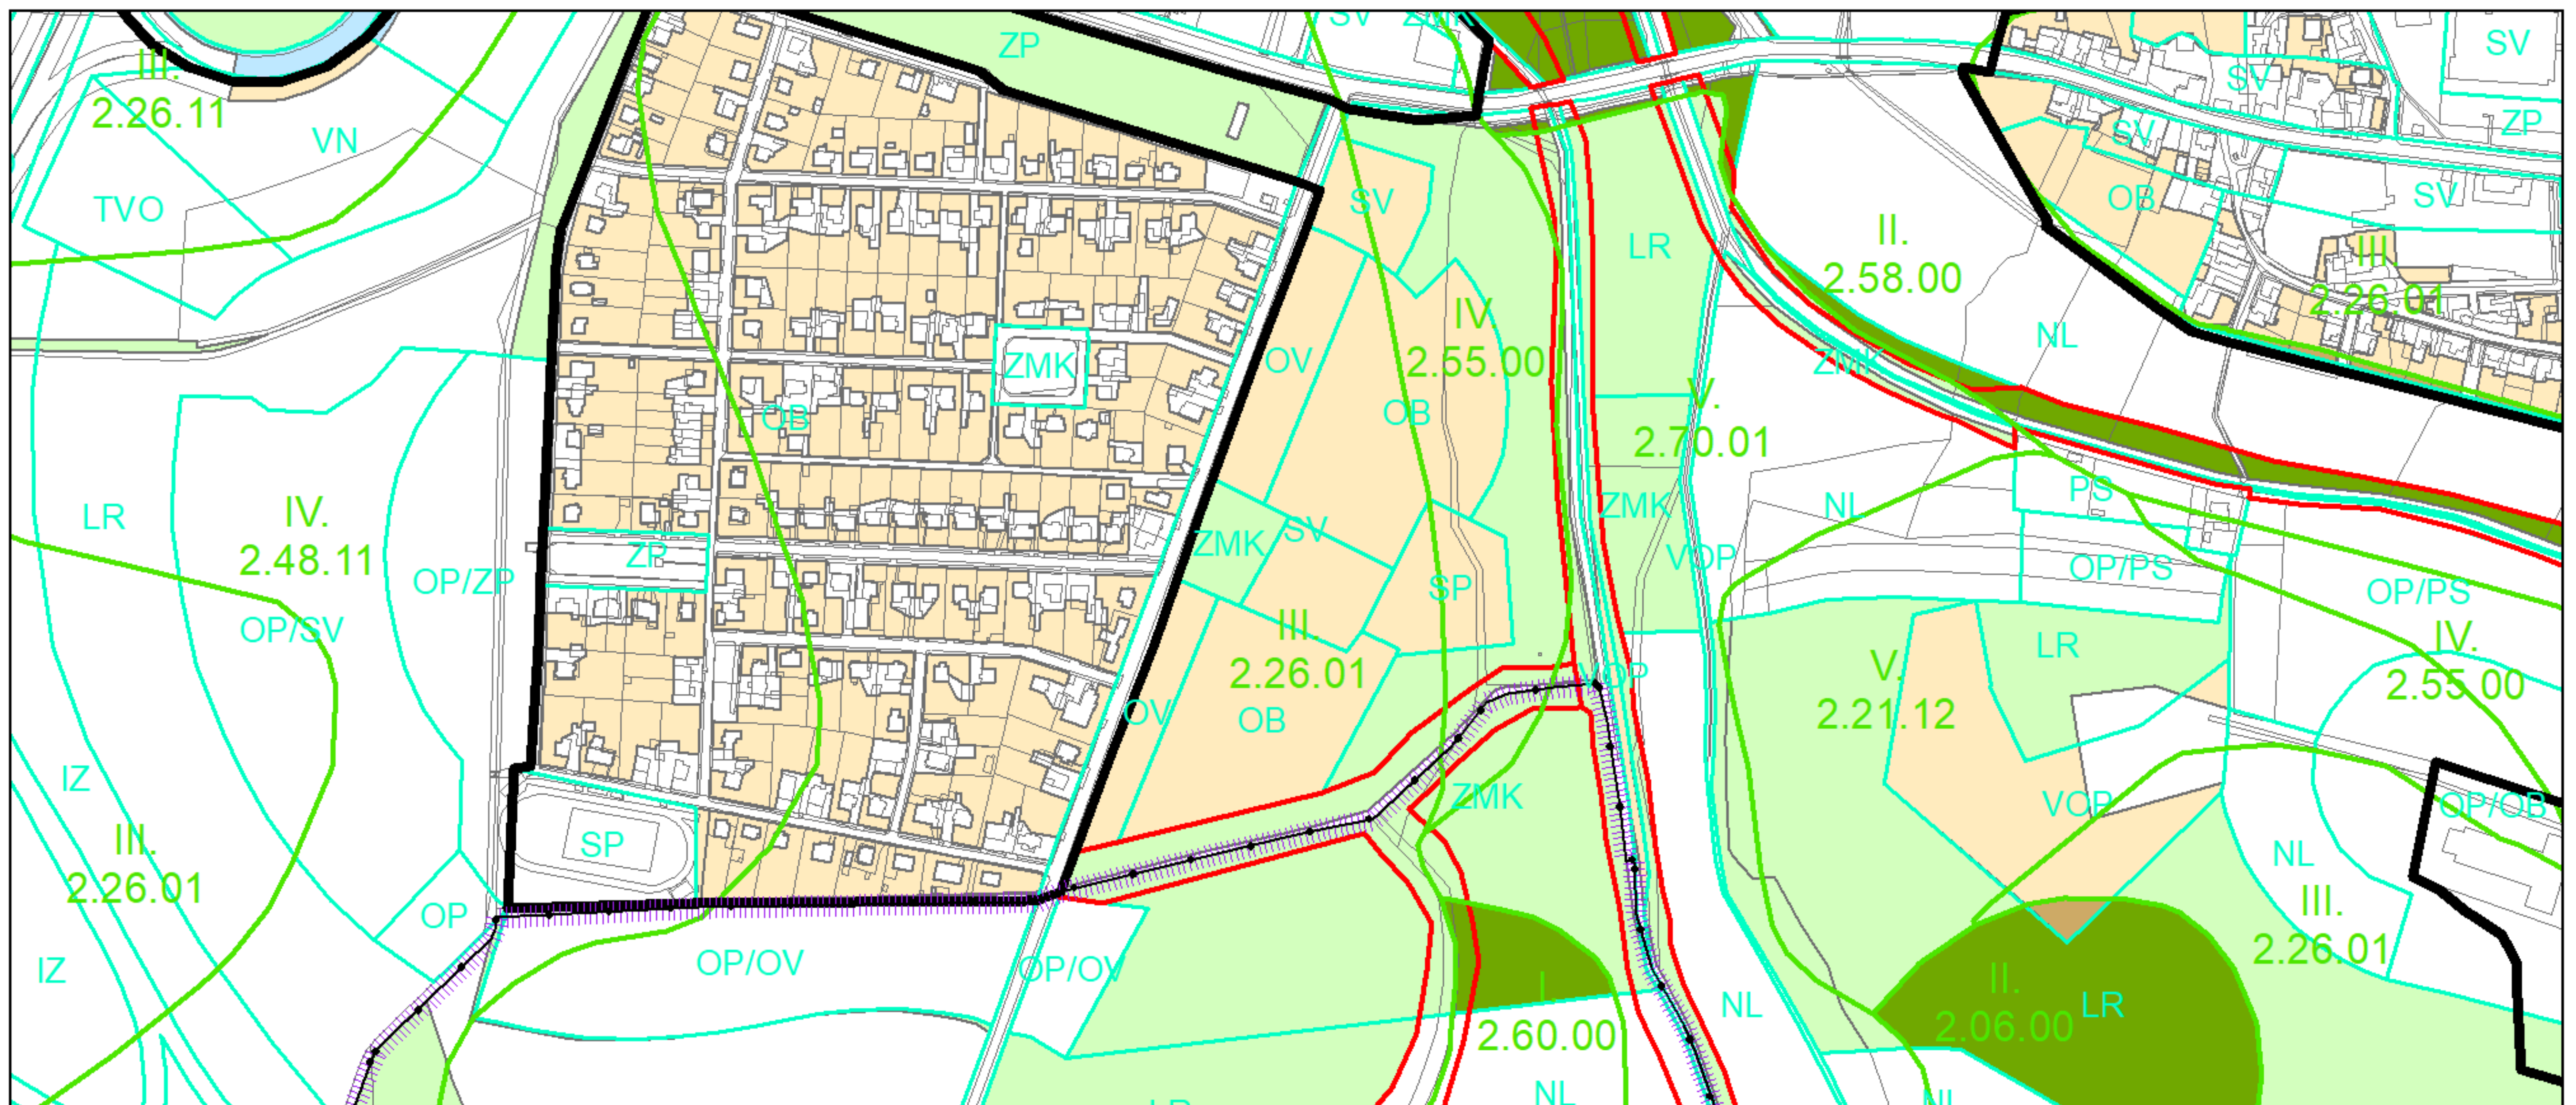 SV
ZMK
ZP
SV
III.
2.26.11
VN
SV
ZP
SV
TVO
SV
OB
SV
LR
II.
2.58.00
III.
2.26.01
IV.
2.55.00
NL
OV
ZMK
ZMK
OB
OB
V.
2.70.01
LR
IV.
2.48.11
NL
PS
ZMK
SV
ZMK
ZP
VOP
OP/PS
OP/ZP
SP
OP/PS
OP/SV
III.
2.26.01
LR
IV.
2.55.00
V.
2.21.12
VOP
OV
OB
IZ
ZMK
VOP
OP/OB
III.
2.26.01
SP
NL
OP
III.
2.26.01
IZ
OP/OV
OP/OV
I.
2.60.00
NL
II.
2.06.00
LR
NL
LR
NL